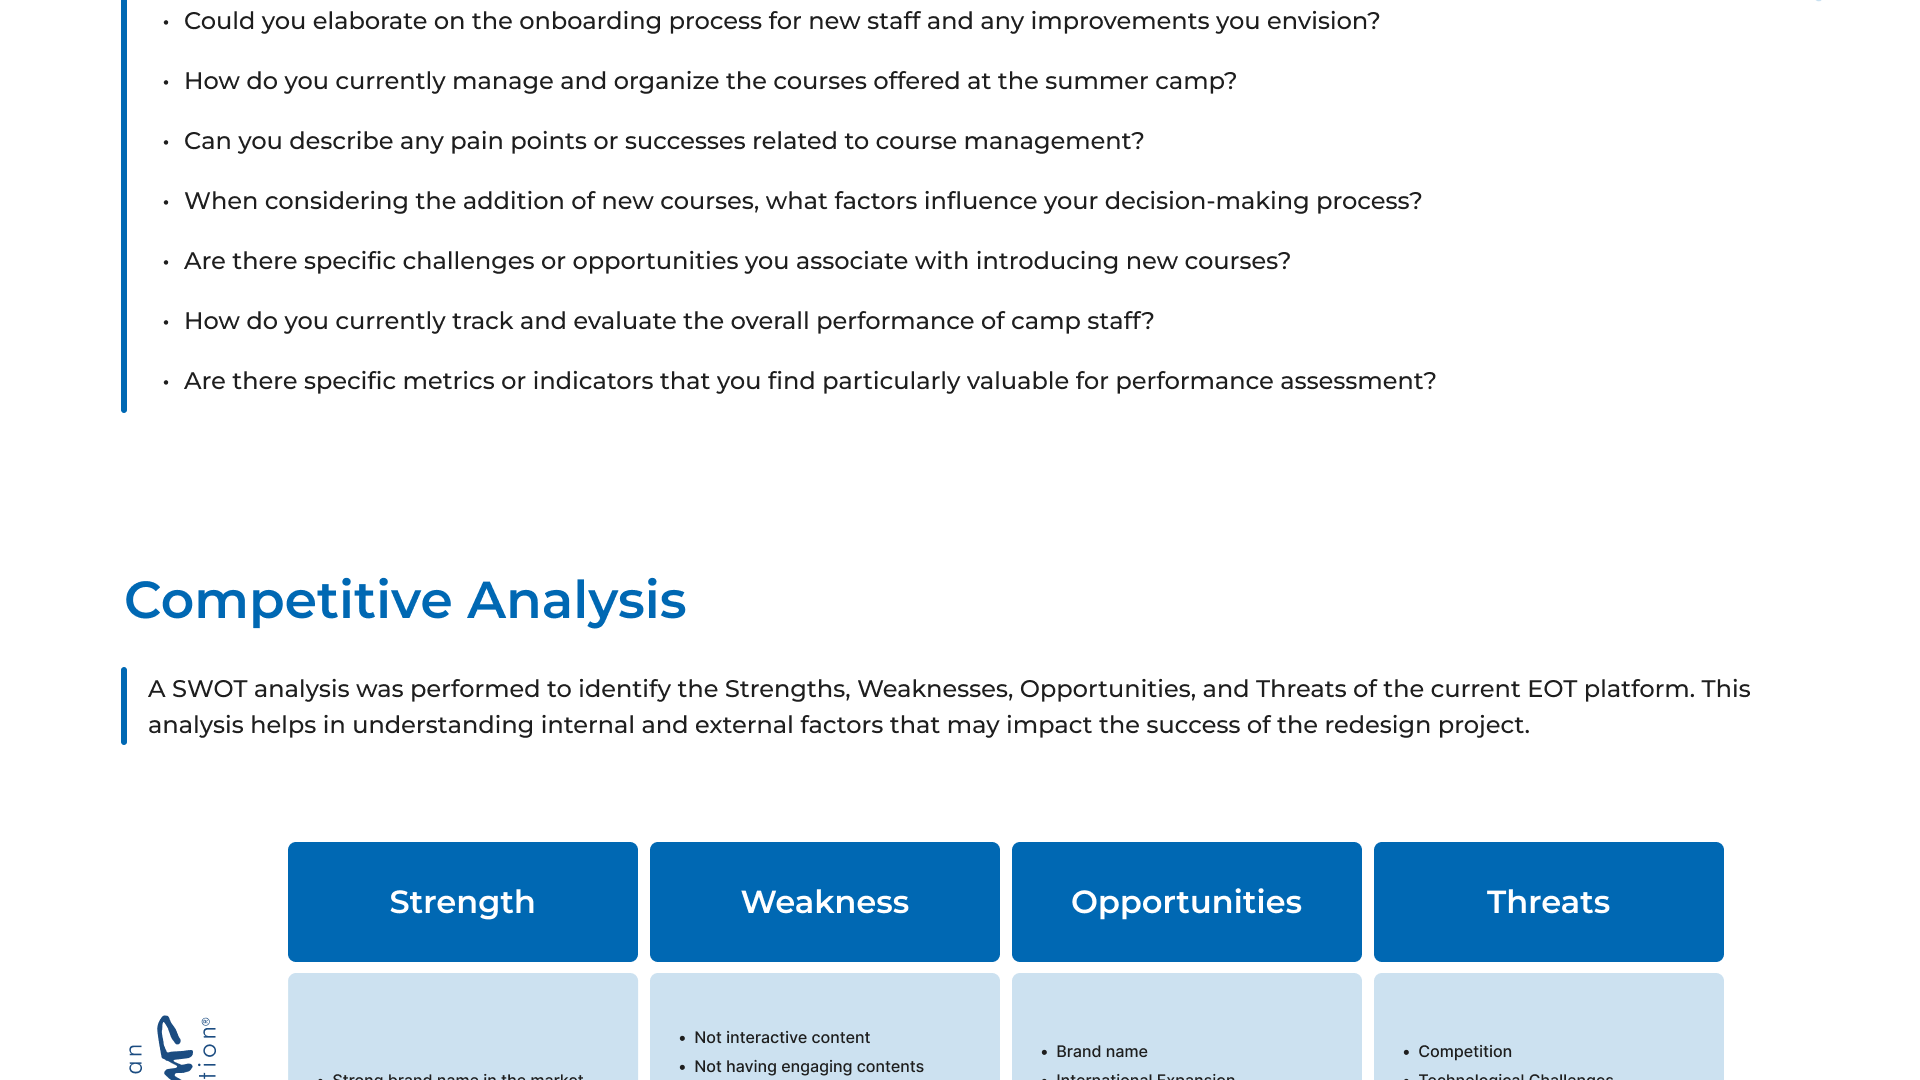 • Could you elaborate on the onboarding process for new staff and any improvements you envision?
• How do you currently manage and organize the courses offered at the summer camp?
• Can you describe any pain points or successes related to course management?
• When considering the addition of new courses, what factors influence your decision-making process?
• Are there specific challenges or opportunities you associate with introducing new courses?
• How do you currently track and evaluate the overall performance of camp staff?
• Are there specific metrics or indicators that you find particularly valuable for performance assessment?
Competitive Analysis
A SWOT analysis was performed to identify the Strengths, Weaknesses, Opportunities, and Threats of the current EOT platform. This
analysis helps in understanding internal and external factors that may impact the success of the redesign project.
Strength
Weakness
Opportunities
Threats
• Strong brand name in the market
• Not interactive content
• Not having engaging contents
• Brand name
• International Expansion
• Competition
• Technological Challenges